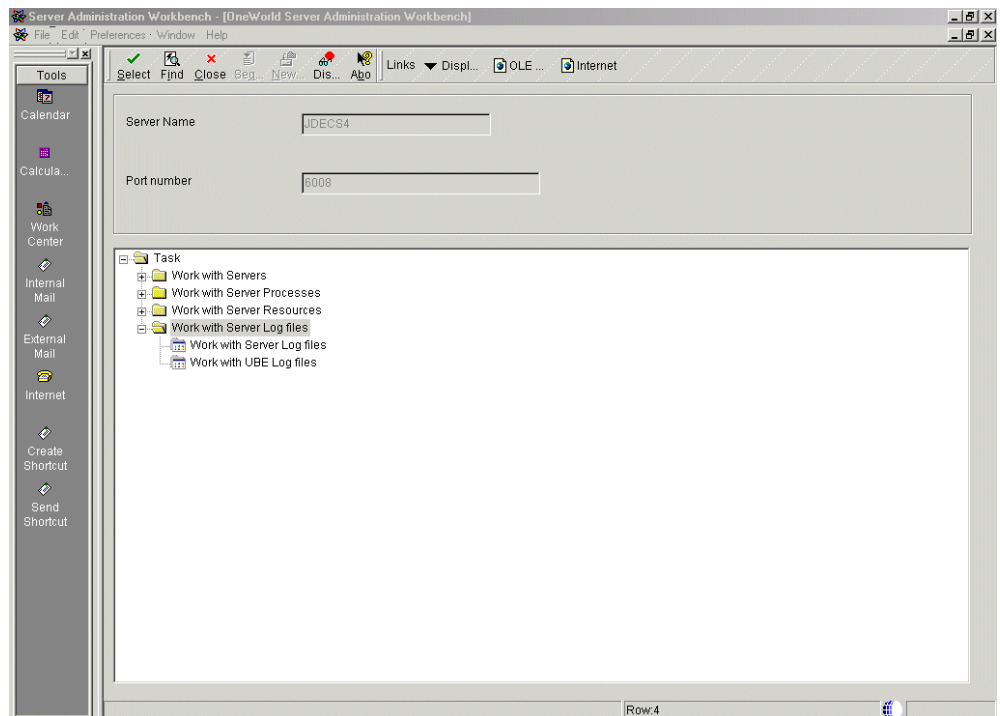 Server Administration Workbench - [OneWorld Server Administration Workbench]
File Edit Preferences Window Help
Select Find Close Seq... New... Dis... Abo Links Displ... OLE ... Internet
Tools
Calendar
Calcula...
Work
Center
Internal
Mail
External
Mail
Internet
Create
Shortcut
Send
Shortcut
Server Name JDECS4
Port number 6008
Task
Work with Servers
Work with Server Processes
Work with Server Resources
Work with Server Log files
Work with Server Log files
Work with UBE Log files
Row:4